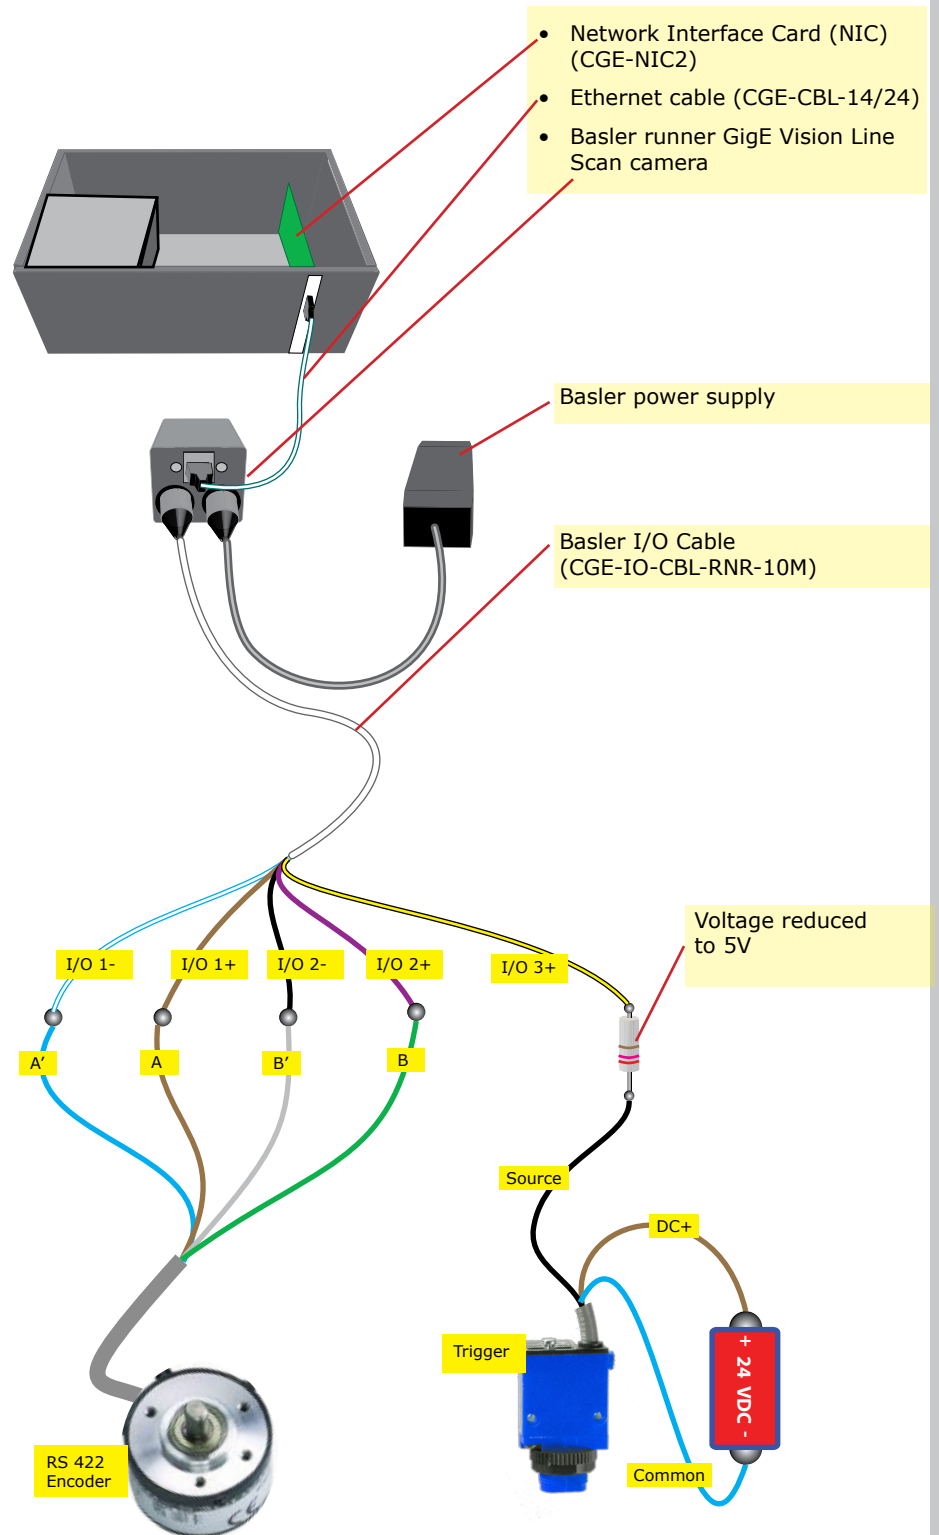 • Network Interface Card (NIC)
(CGE-NIC2)
• Ethernet cable (CGE-CBL-14/24)
• Basler runner GigE Vision Line
Scan camera
Basler power supply
Basler I/O Cable
(CGE-IO-CBL-RNR-10M)
Voltage reduced
to 5V
I/O 1-
I/O 1+
I/O 2-
I/O 2+
I/O 3+
A’
A
B’
B
Source
DC+
Trigger
+ 24 VDC -
Common
RS 422
Encoder